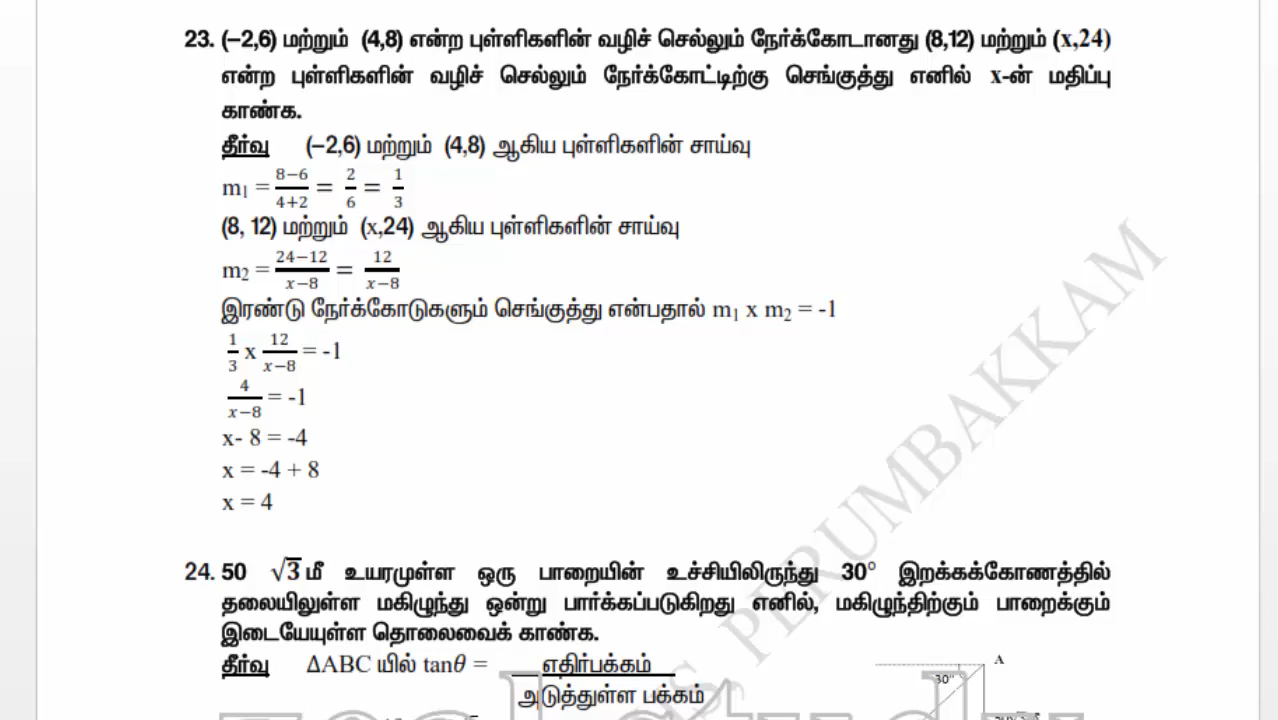 23. (−2,6) மற்றும் (4,8) என்ற புள்ளிகளின் வழிச் செல்லும் நேர்க்கோடானது (8,12) மற்றும் (x,24)
என்ற புள்ளிகளின் வழிச் செல்லும் நேர்க்கோட்டிற்கு செங்குத்து எனில் x-ன் மதிப்பு
காண்க.
தீர்வு (−2,6) மற்றும் (4,8) ஆகிய புள்ளிகளின் சாய்வு
m₁ = 8−6/4+2 = 2/6 = 1/3
(8, 12) மற்றும் (x,24) ஆகிய புள்ளிகளின் சாய்வு
m₂ = 24−12/x−8 = 12/x−8
இரண்டு நேர்க்கோடுகளும் செங்குத்து என்பதால் m₁ x m₂ = -1
1/3 x 12/x−8 = -1
4/x−8 = -1
x- 8 = -4
x = -4 + 8
x = 4
24. 50 √3 மீ உயரமுள்ள ஒரு பாறையின் உச்சியிலிருந்து 30° இறக்கக்கோணத்தில்
தலையிலுள்ள மகிழுந்து ஒன்று பார்க்கப்படுகிறது எனில், மகிழுந்திற்கும் பாறைக்கும்
இடையேயுள்ள தொலைவைக் காண்க.
தீர்வு ΔABC யில் tanθ = எதிர்பக்கம்
அடுத்துள்ள பக்கம்
A
30°
PERUMBAKKAM